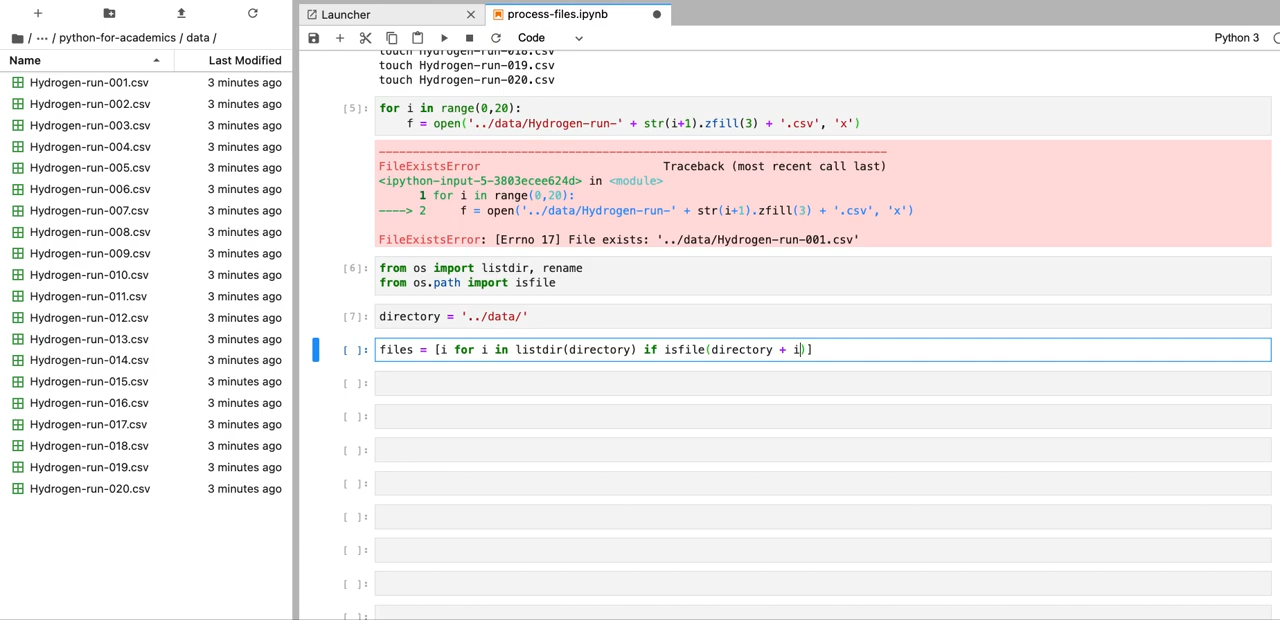 / ··· / python-for-academics / data /
Name Last Modified
Hydrogen-run-001.csv 3 minutes ago
Hydrogen-run-002.csv 3 minutes ago
Hydrogen-run-003.csv 3 minutes ago
Hydrogen-run-004.csv 3 minutes ago
Hydrogen-run-005.csv 3 minutes ago
Hydrogen-run-006.csv 3 minutes ago
Hydrogen-run-007.csv 3 minutes ago
Hydrogen-run-008.csv 3 minutes ago
Hydrogen-run-009.csv 3 minutes ago
Hydrogen-run-010.csv 3 minutes ago
Hydrogen-run-011.csv 3 minutes ago
Hydrogen-run-012.csv 3 minutes ago
Hydrogen-run-013.csv 3 minutes ago
Hydrogen-run-014.csv 3 minutes ago
Hydrogen-run-015.csv 3 minutes ago
Hydrogen-run-016.csv 3 minutes ago
Hydrogen-run-017.csv 3 minutes ago
Hydrogen-run-018.csv 3 minutes ago
Hydrogen-run-019.csv 3 minutes ago
Hydrogen-run-020.csv 3 minutes ago
Launcher process-files.ipynb
Code Python 3
touch Hydrogen-run-018.csv
touch Hydrogen-run-019.csv
touch Hydrogen-run-020.csv
[5]: for i in range(0,20):
f = open('../data/Hydrogen-run-' + str(i+1).zfill(3) + '.csv', 'x')
---------------------------------------------------------------------------
FileExistsError Traceback (most recent call last)
<ipython-input-5-3803ecee624d> in <module>
1 for i in range(0,20):
----> 2 f = open('../data/Hydrogen-run-' + str(i+1).zfill(3) + '.csv', 'x')
FileExistsError: [Errno 17] File exists: '../data/Hydrogen-run-001.csv'
[6]: from os import listdir, rename
from os.path import isfile
[7]: directory = '../data/'
[ ]: files = [i for i in listdir(directory) if isfile(directory + i)]
[ ]:
[ ]:
[ ]:
[ ]:
[ ]:
[ ]:
[ ]:
[ ]: